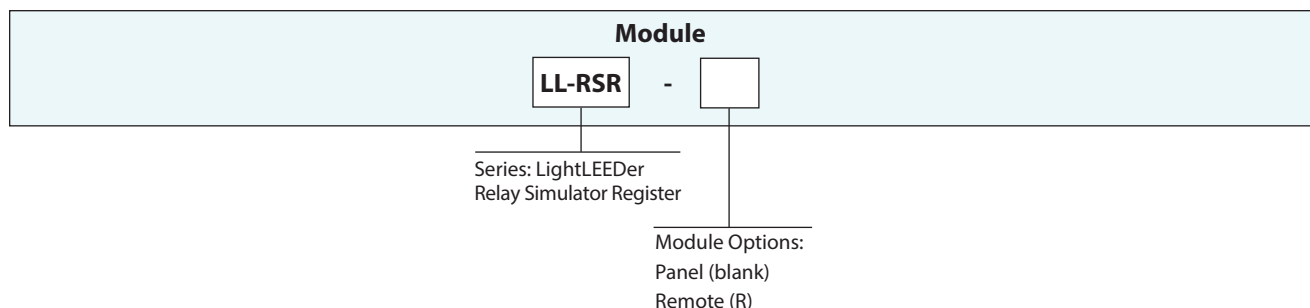 Module
LL-RSR -
Series: LightLEEDer
Relay Simulator Register
Module Options:
Panel (blank)
Remote (R)